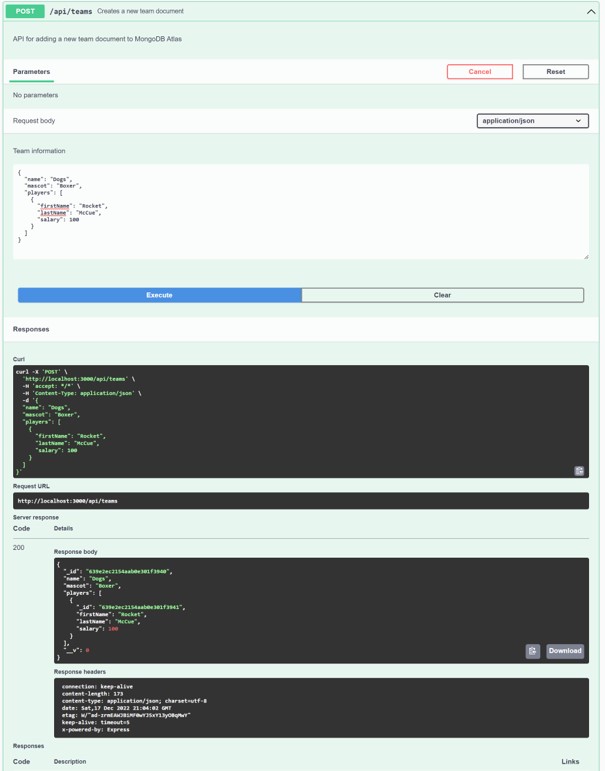 POST /api/teams Creates a new team document
API for adding a new team document to MongoDB Atlas
Parameters
Cancel
Reset
No parameters
Request body
application/json
Team information
{
"name": "Dogs",
"mascot": "Boxer",
"players": [
{
"firstName": "Rocket",
"lastName": "McCue",
"salary": 100
}
]
}
Execute
Clear
Responses
Curl
curl -X 'POST' \
'http://localhost:3000/api/teams' \
-H 'accept: */*' \
-H 'Content-Type: application/json' \
-d '{
"name": "Dogs",
"mascot": "Boxer",
"players": [
{
"firstName": "Rocket",
"lastName": "McCue",
"salary": 100
}
]
}'
Request URL
http://localhost:3000/api/teams
Server response
Code Details
200
Response body
{
"_id": "639e2ec2154aab0e301f3940",
"name": "Dogs",
"mascot": "Boxer",
"players": [
{
"_id": "639e2ec2154aab0e301f3941",
"firstName": "Rocket",
"lastName": "McCue",
"salary": 100
}
],
"__v": 0
}
Download
Response headers
connection: keep-alive
content-length: 173
content-type: application/json; charset=utf-8
date: Sat,17 Dec 2022 21:04:02 GMT
etag: W/
keep-alive: timeout=5
x-powered-by: Express
Responses
Code Description Links